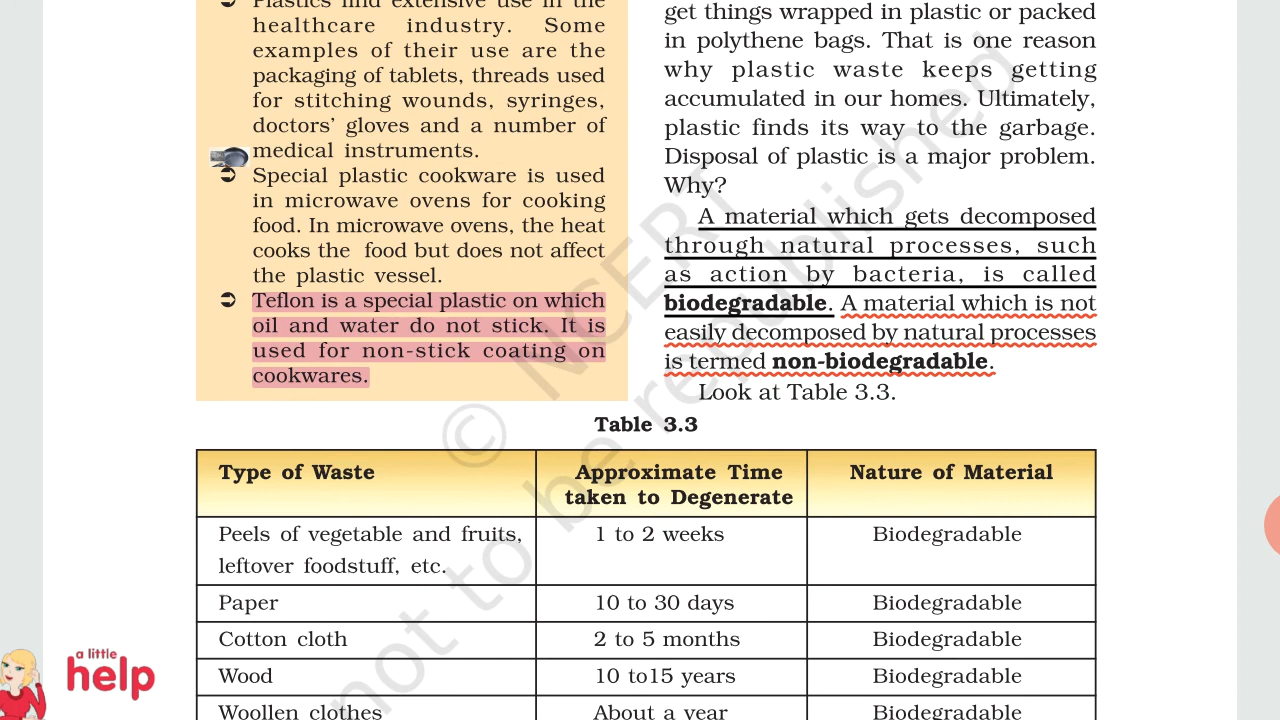 Plastics find extensive use in the
healthcare industry. Some
examples of their use are the
packaging of tablets, threads used
for stitching wounds, syringes,
doctors’ gloves and a number of
medical instruments.
Special plastic cookware is used
in microwave ovens for cooking
food. In microwave ovens, the heat
cooks the food but does not affect
the plastic vessel.
Teflon is a special plastic on which
oil and water do not stick. It is
used for non-stick coating on
cookwares.
get things wrapped in plastic or packed
in polythene bags. That is one reason
why plastic waste keeps getting
accumulated in our homes. Ultimately,
plastic finds its way to the garbage.
Disposal of plastic is a major problem.
Why?
A material which gets decomposed
through natural processes, such
as action by bacteria, is called
biodegradable. A material which is not
easily decomposed by natural processes
is termed non-biodegradable.
Look at Table 3.3.
Table 3.3
Type of Waste
Approximate Time
taken to Degenerate
Nature of Material
Peels of vegetable and fruits,
leftover foodstuff, etc.
1 to 2 weeks
Biodegradable
Paper
10 to 30 days
Biodegradable
Cotton cloth
2 to 5 months
Biodegradable
Wood
10 to15 years
Biodegradable
Woollen clothes
About a year
Biodegradable
© NCERT
not to be republished
a little
help